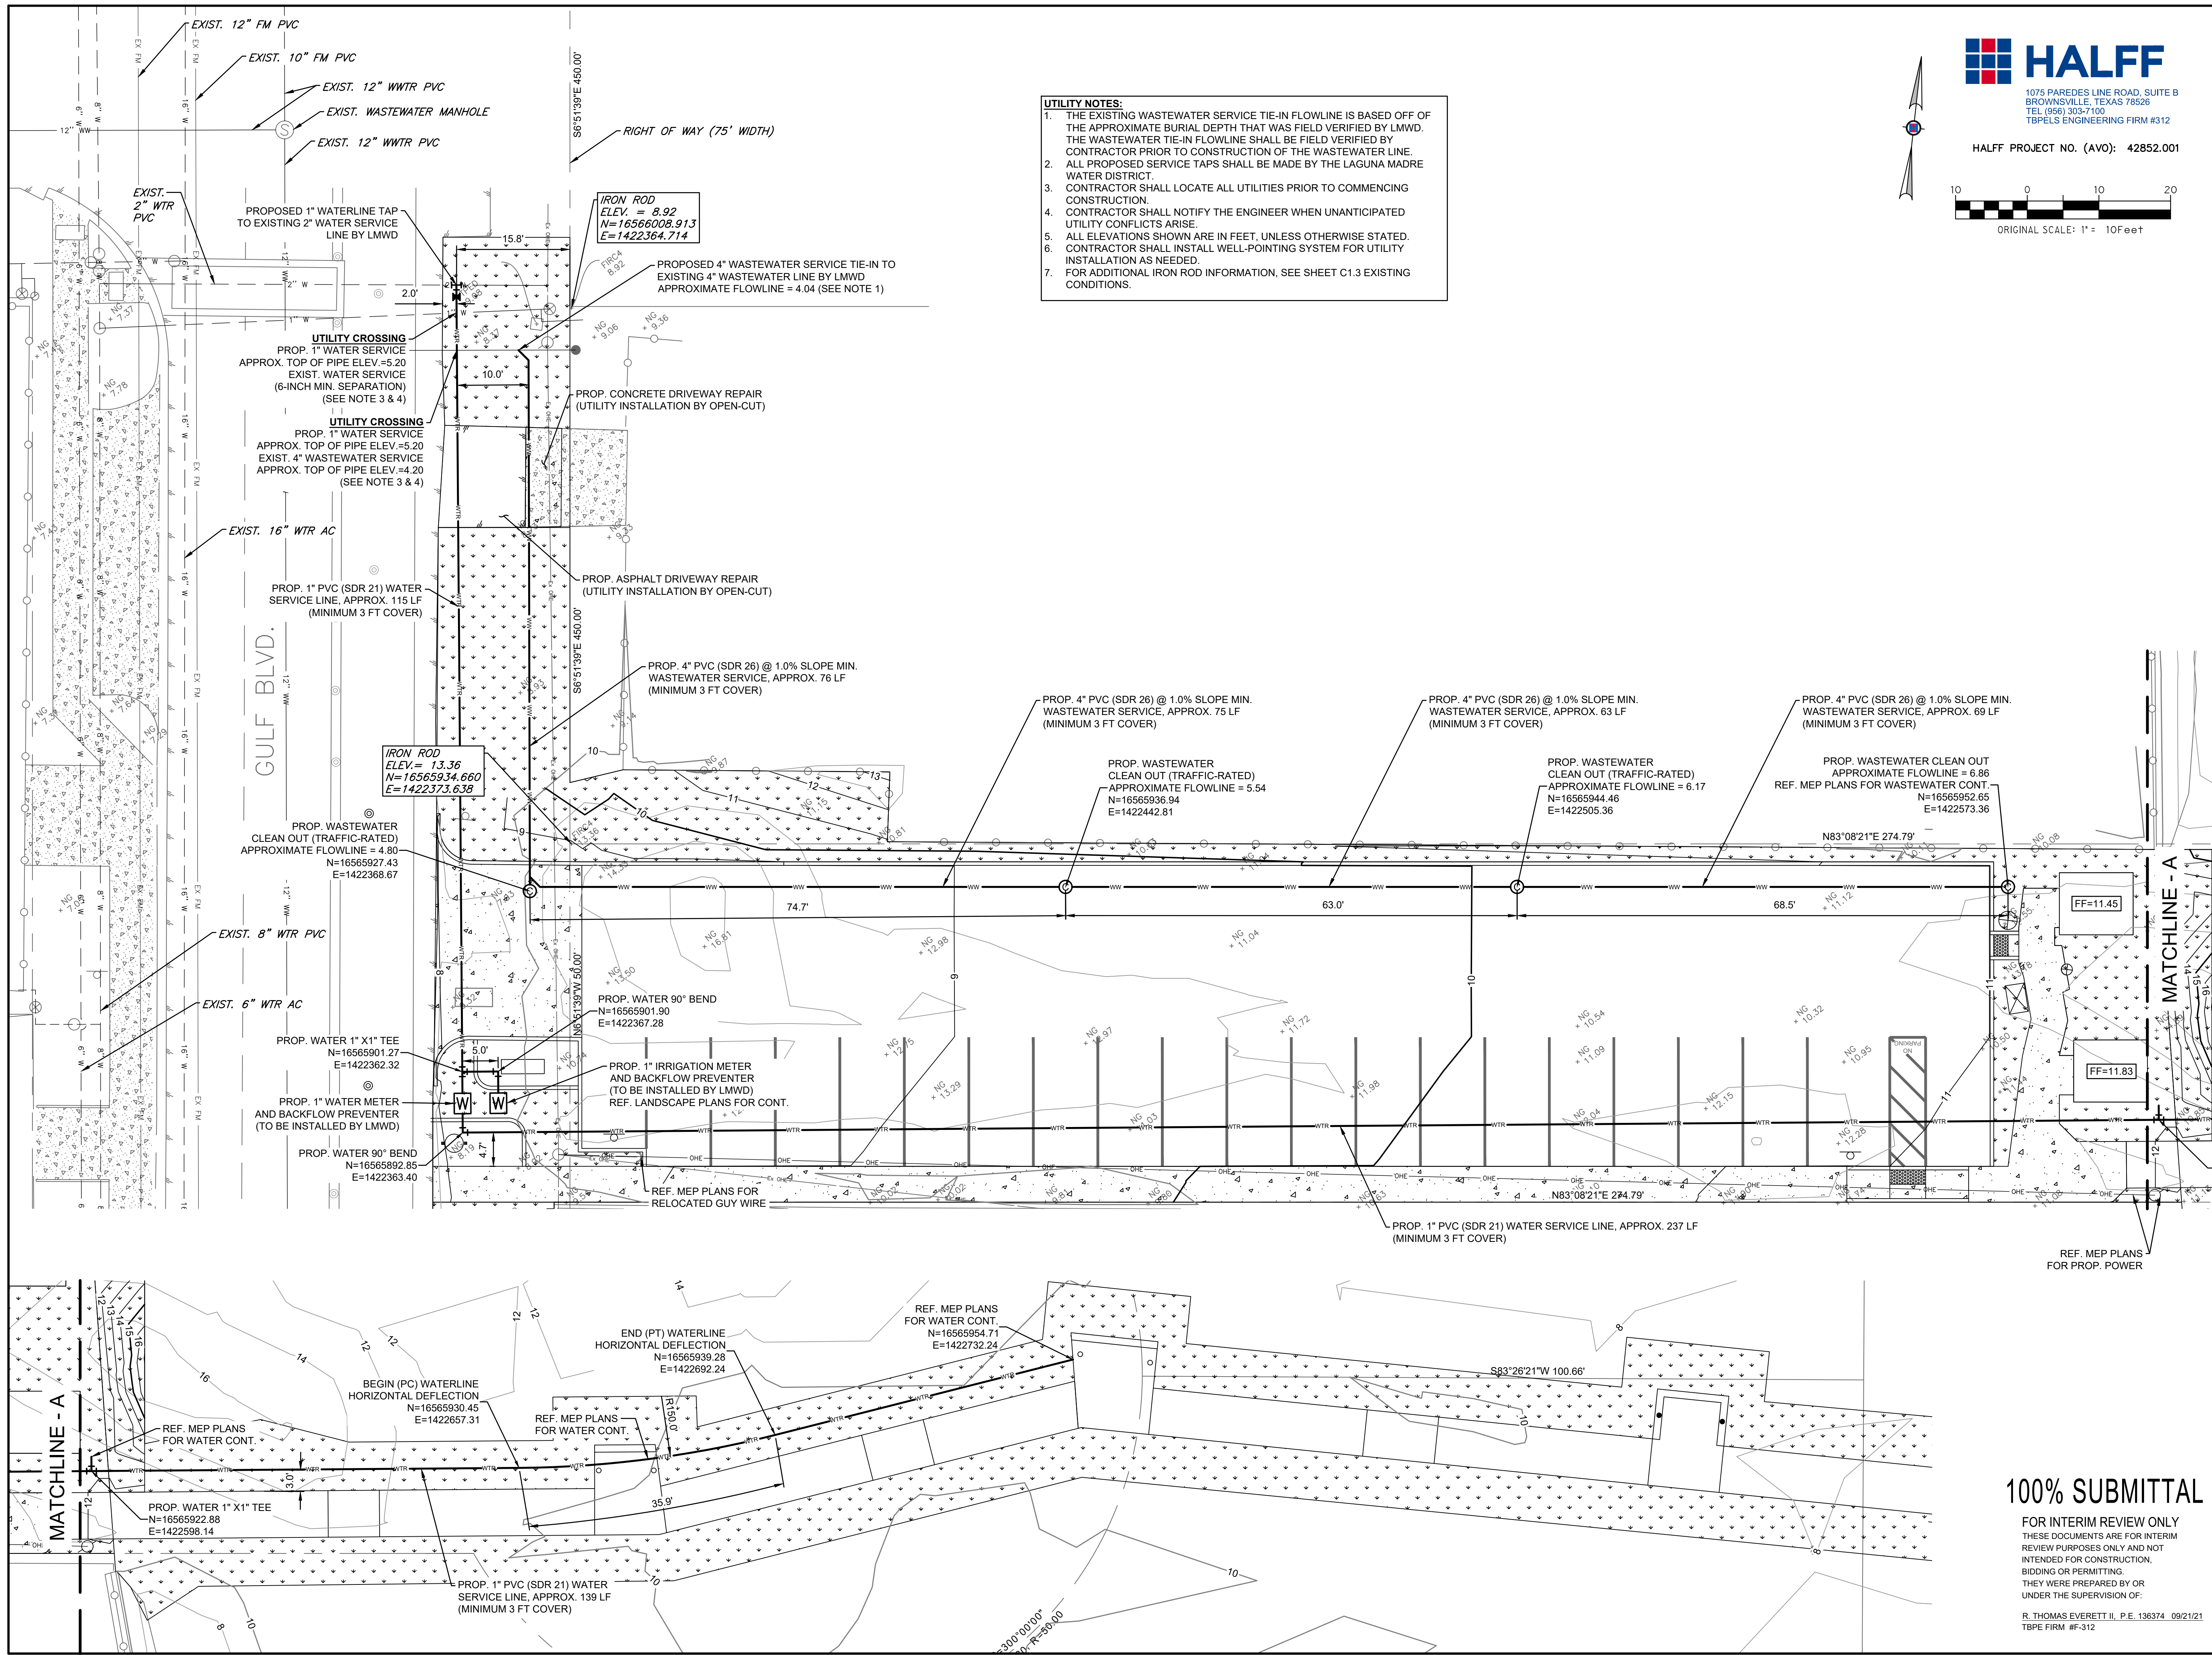 EXIST. 12" FM PVC
EXIST. 10" FM PVC
EXIST. 12" WWTR PVC
EXIST. WASTEWATER MANHOLE
EXIST. 12" WWTR PVC
S6°51'39"E 450.00'
RIGHT OF WAY (75' WIDTH)
EXIST.
2" WTR
PVC
PROPOSED 1" WATERLINE TAP
TO EXISTING 2" WATER SERVICE
LINE BY LMWD
IRON ROD
ELEV. = 8.92
N=16566008.913
E=1422364.714
15.8'
2.0'
PROPOSED 4" WASTEWATER SERVICE TIE-IN TO
EXISTING 4" WASTEWATER LINE BY LMWD
APPROXIMATE FLOWLINE = 4.04 (SEE NOTE 1)
UTILITY CROSSING
PROP. 1" WATER SERVICE
APPROX. TOP OF PIPE ELEV.=5.20
EXIST. WATER SERVICE
(6-INCH MIN. SEPARATION)
(SEE NOTE 3 & 4)
10.0'
PROP. CONCRETE DRIVEWAY REPAIR
(UTILITY INSTALLATION BY OPEN-CUT)
UTILITY CROSSING
PROP. 1" WATER SERVICE
APPROX. TOP OF PIPE ELEV.=5.20
EXIST. 4" WASTEWATER SERVICE
APPROX. TOP OF PIPE ELEV.=4.20
(SEE NOTE 3 & 4)
UTILITY NOTES:
1. THE EXISTING WASTEWATER SERVICE TIE-IN FLOWLINE IS BASED OFF OF
THE APPROXIMATE BURIAL DEPTH THAT WAS FIELD VERIFIED BY LMWD.
THE WASTEWATER TIE-IN FLOWLINE SHALL BE FIELD VERIFIED BY
CONTRACTOR PRIOR TO CONSTRUCTION OF THE WASTEWATER LINE.
2. ALL PROPOSED SERVICE TAPS SHALL BE MADE BY THE LAGUNA MADRE
WATER DISTRICT.
3. CONTRACTOR SHALL LOCATE ALL UTILITIES PRIOR TO COMMENCING
CONSTRUCTION.
4. CONTRACTOR SHALL NOTIFY THE ENGINEER WHEN UNANTICIPATED
UTILITY CONFLICTS ARISE.
5. ALL ELEVATIONS SHOWN ARE IN FEET, UNLESS OTHERWISE STATED.
6. CONTRACTOR SHALL INSTALL WELL-POINTING SYSTEM FOR UTILITY
INSTALLATION AS NEEDED.
7. FOR ADDITIONAL IRON ROD INFORMATION, SEE SHEET C1.3 EXISTING
CONDITIONS.
HALFF
1075 PAREDES LINE ROAD, SUITE B
BROWNSVILLE, TEXAS 78526
TEL (956) 303-7100
TBPELS ENGINEERING FIRM #312
HALFF PROJECT NO. (AVO): 42852.001
10 0 10 20
ORIGINAL SCALE: 1" = 10Feet
EXIST. 16" WTR AC
PROP. 1" PVC (SDR 21) WATER
SERVICE LINE, APPROX. 115 LF
(MINIMUM 3 FT COVER)
GULF BLVD.
PROP. ASPHALT DRIVEWAY REPAIR
(UTILITY INSTALLATION BY OPEN-CUT)
S6°51'39"E 450.00'
PROP. 4" PVC (SDR 26) @ 1.0% SLOPE MIN.
WASTEWATER SERVICE, APPROX. 76 LF
(MINIMUM 3 FT COVER)
PROP. 4" PVC (SDR 26) @ 1.0% SLOPE MIN.
WASTEWATER SERVICE, APPROX. 75 LF
(MINIMUM 3 FT COVER)
PROP. 4" PVC (SDR 26) @ 1.0% SLOPE MIN.
WASTEWATER SERVICE, APPROX. 63 LF
(MINIMUM 3 FT COVER)
PROP. 4" PVC (SDR 26) @ 1.0% SLOPE MIN.
WASTEWATER SERVICE, APPROX. 69 LF
(MINIMUM 3 FT COVER)
IRON ROD
ELEV.= 13.36
N=16565934.660
E=1422373.638
PROP. WASTEWATER
CLEAN OUT (TRAFFIC-RATED)
APPROXIMATE FLOWLINE = 4.80
N=16565927.43
E=1422368.67
PROP. WASTEWATER
CLEAN OUT (TRAFFIC-RATED)
APPROXIMATE FLOWLINE = 5.54
N=16565936.94
E=1422442.81
PROP. WASTEWATER
CLEAN OUT (TRAFFIC-RATED)
APPROXIMATE FLOWLINE = 6.17
N=16565944.46
E=1422505.36
PROP. WASTEWATER CLEAN OUT
APPROXIMATE FLOWLINE = 6.86
REF. MEP PLANS FOR WASTEWATER CONT.
N=16565952.65
E=1422573.36
N83°08'21"E 274.79'
74.7'
63.0'
68.5'
FF=11.45
FF=11.83
MATCHLINE - A
EXIST. 8" WTR PVC
EXIST. 6" WTR AC
N6°51'39"W 50.00'
PROP. WATER 90° BEND
N=16565901.90
E=1422367.28
PROP. WATER 1" X1" TEE
N=16565901.27
E=1422362.32
5.0'
PROP. 1" IRRIGATION METER
AND BACKFLOW PREVENTER
(TO BE INSTALLED BY LMWD)
REF. LANDSCAPE PLANS FOR CONT.
PROP. 1" WATER METER
AND BACKFLOW PREVENTER
(TO BE INSTALLED BY LMWD)
PROP. WATER 90° BEND
N=16565892.85
E=1422363.40
4.7'
NO
PARKING
REF. MEP PLANS FOR
RELOCATED GUY WIRE
N83°08'21"E 274.79'
PROP. 1" PVC (SDR 21) WATER SERVICE LINE, APPROX. 237 LF
(MINIMUM 3 FT COVER)
REF. MEP PLANS
FOR PROP. POWER
MATCHLINE - A
REF. MEP PLANS
FOR WATER CONT.
PROP. WATER 1" X1" TEE
N=16565922.88
E=1422598.14
3.0'
BEGIN (PC) WATERLINE
HORIZONTAL DEFLECTION
N=16565930.45
E=1422657.31
REF. MEP PLANS
FOR WATER CONT.
END (PT) WATERLINE
HORIZONTAL DEFLECTION
N=16565939.28
E=1422692.24
R150.0'
35.9'
REF. MEP PLANS
FOR WATER CONT.
N=16565954.71
E=1422732.24
S83°26'21"W 100.66'
PROP. 1" PVC (SDR 21) WATER
SERVICE LINE, APPROX. 139 LF
(MINIMUM 3 FT COVER)
100% SUBMITTAL
FOR INTERIM REVIEW ONLY
THESE DOCUMENTS ARE FOR INTERIM
REVIEW PURPOSES ONLY AND NOT
INTENDED FOR CONSTRUCTION,
BIDDING OR PERMITTING.
THEY WERE PREPARED BY OR
UNDER THE SUPERVISION OF:
R. THOMAS EVERETT II, P.E. 136374 09/21/21
TBPE FIRM #F-312